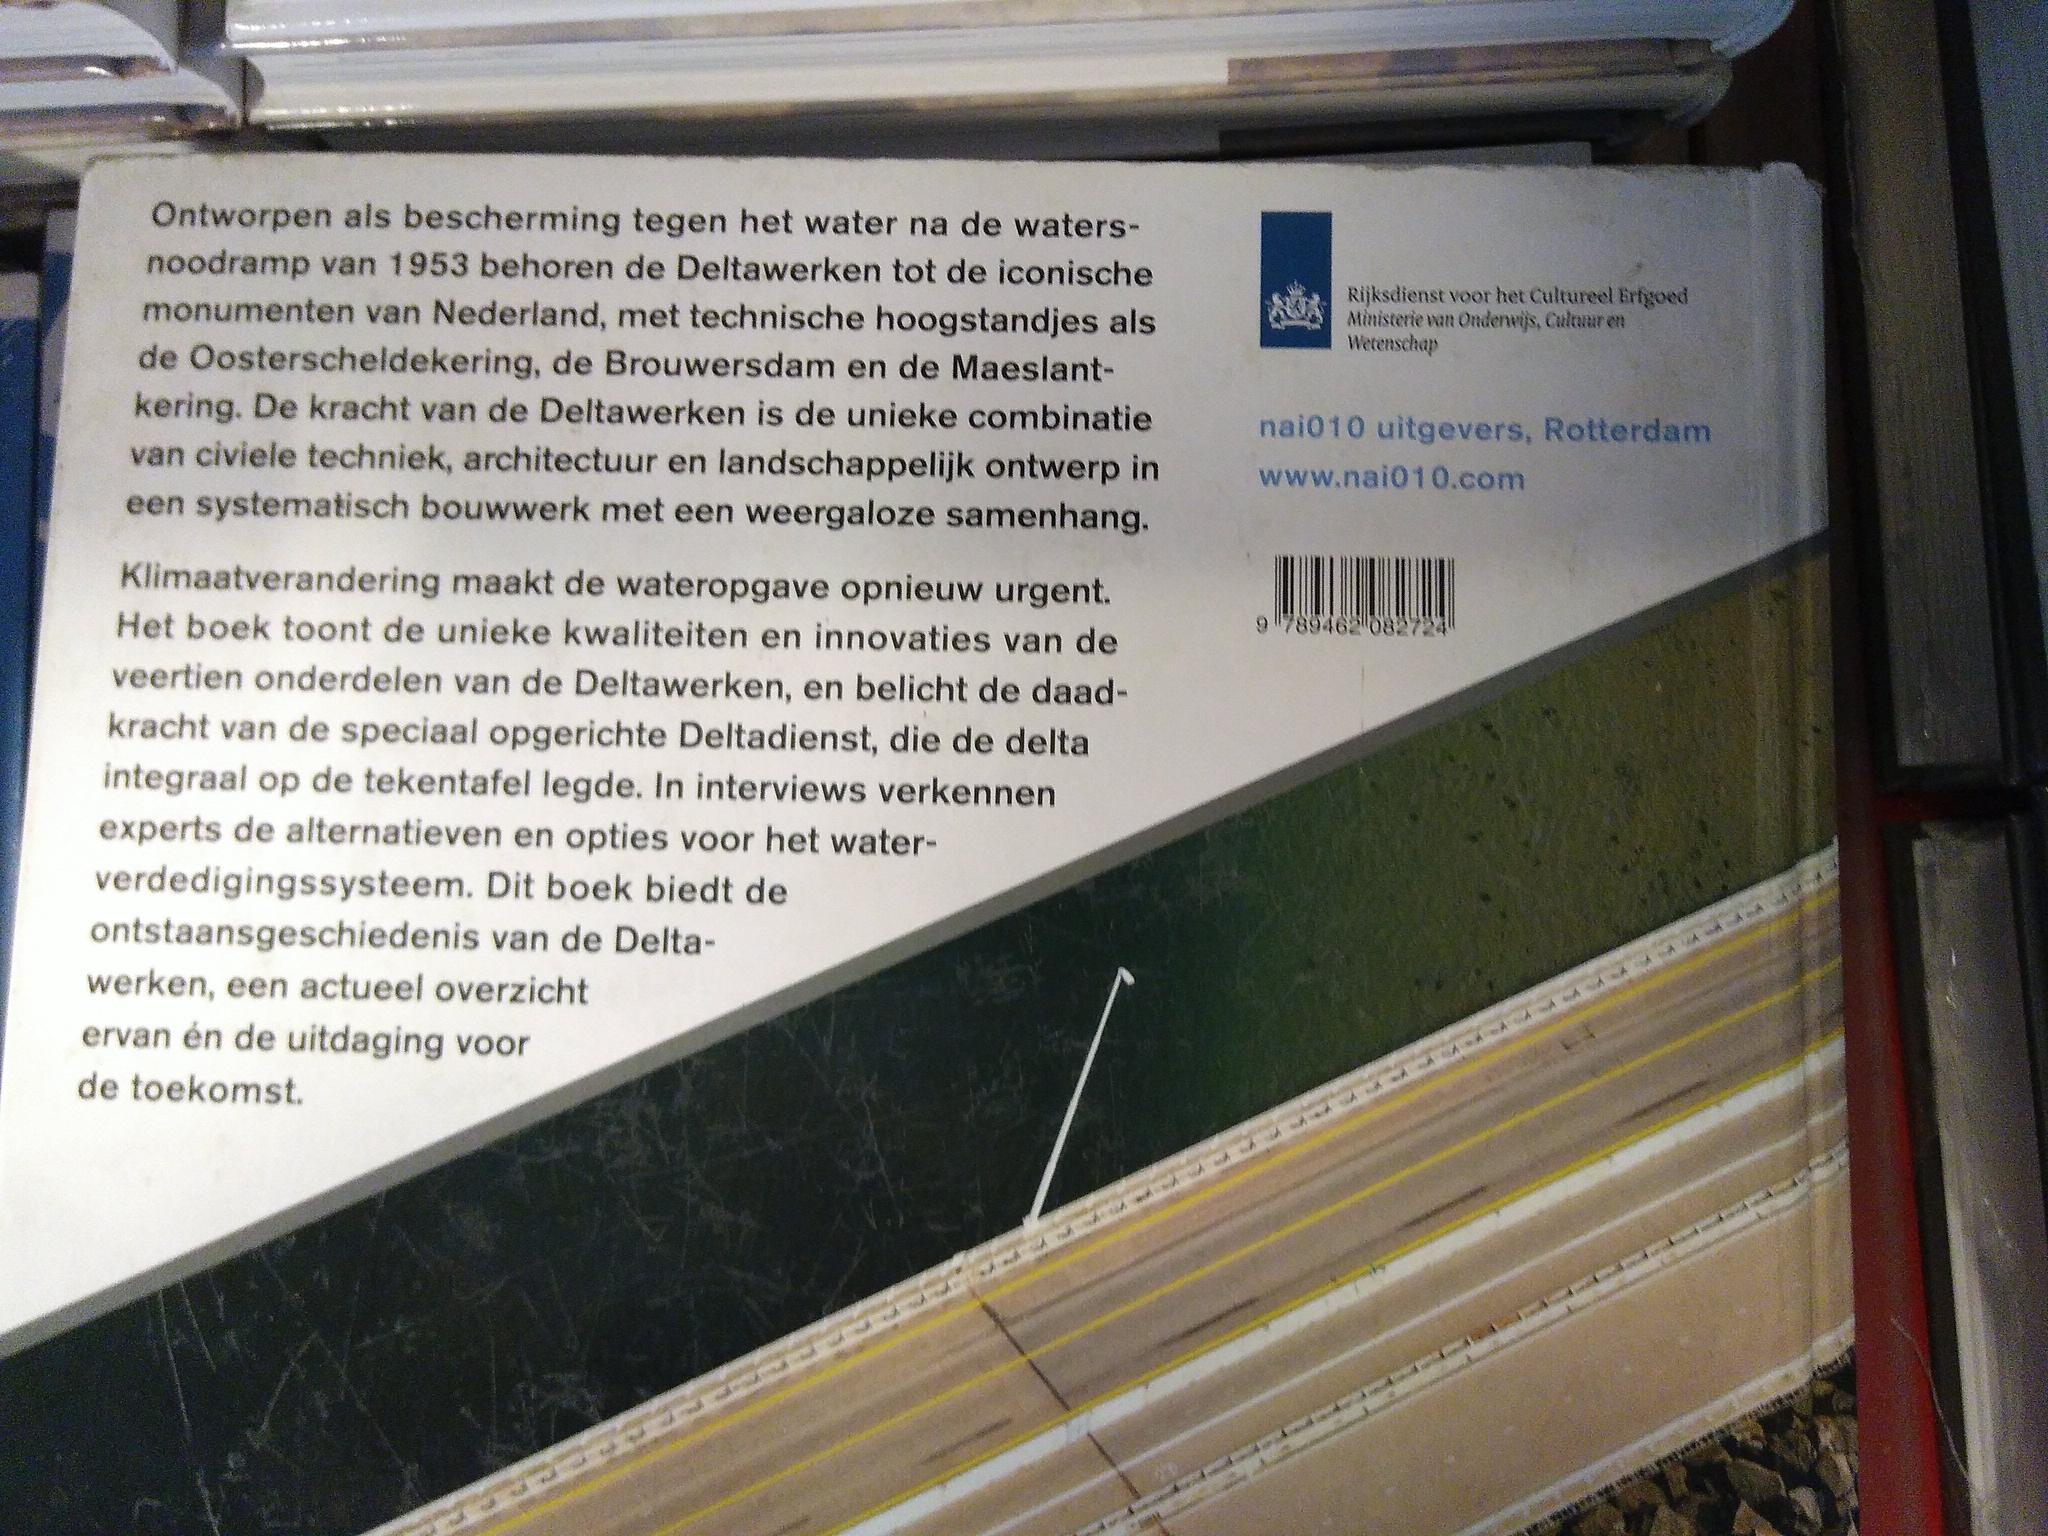 Ontworpen als bescherming tegen het water na de waters-
noodramp van 1953 behoren de Deltawerken tot de iconische
monumenten van Nederland, met technische hoogstandjes als
de Oosterscheldekering, de Brouwersdam en de Maeslant-
kering. De kracht van de Deltawerken is de unieke combinatie
van civiele techniek, architectuur en landschappelijk ontwerp in
een systematisch bouwwerk met een weergaloze samenhang.
Klimaatverandering maakt de wateropgave opnieuw urgent.
Het boek toont de unieke kwaliteiten en innovaties van de
veertien onderdelen van de Deltawerken, en belicht de daad-
kracht van de speciaal opgerichte Deltadienst, die de delta
integraal op de tekentafel legde. In interviews verkennen
experts de alternatieven en opties voor het water-
verdedigingssysteem. Dit boek biedt de
ontstaansgeschiedenis van de Delta-
werken, een actueel overzicht
ervan én de uitdaging voor
de toekomst.
Rijksdienst voor het Cultureel Erfgoed
Ministerie van Onderwijs, Cultuur en
Wetenschap
nai010 uitgevers, Rotterdam
www.nai010.com
9 789462 082724